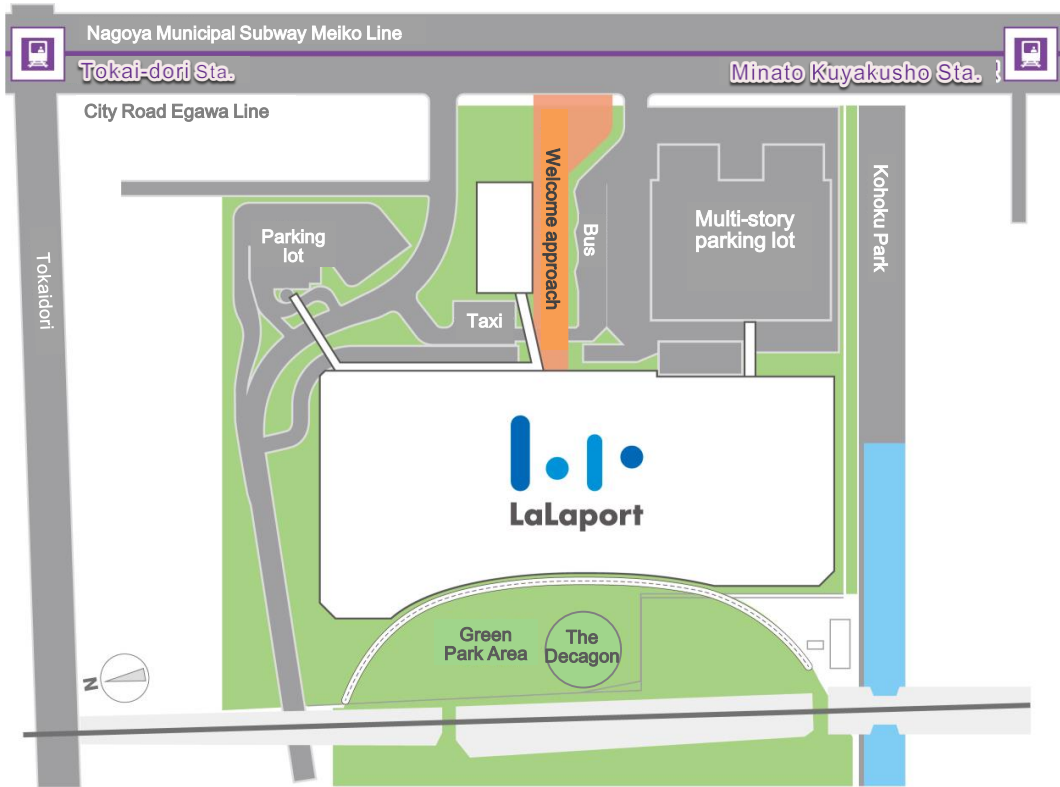 Nagoya Municipal Subway Meiko Line
Tokai-dori Sta.
Minato Kuyakusho Sta.
City Road Egawa Line
Welcome approach
Bus
Multi-story
parking lot
Kohoku Park
Parking
lot
Tokaidori
Taxi
LaLaport
Green
Park Area
The
Decagon
N